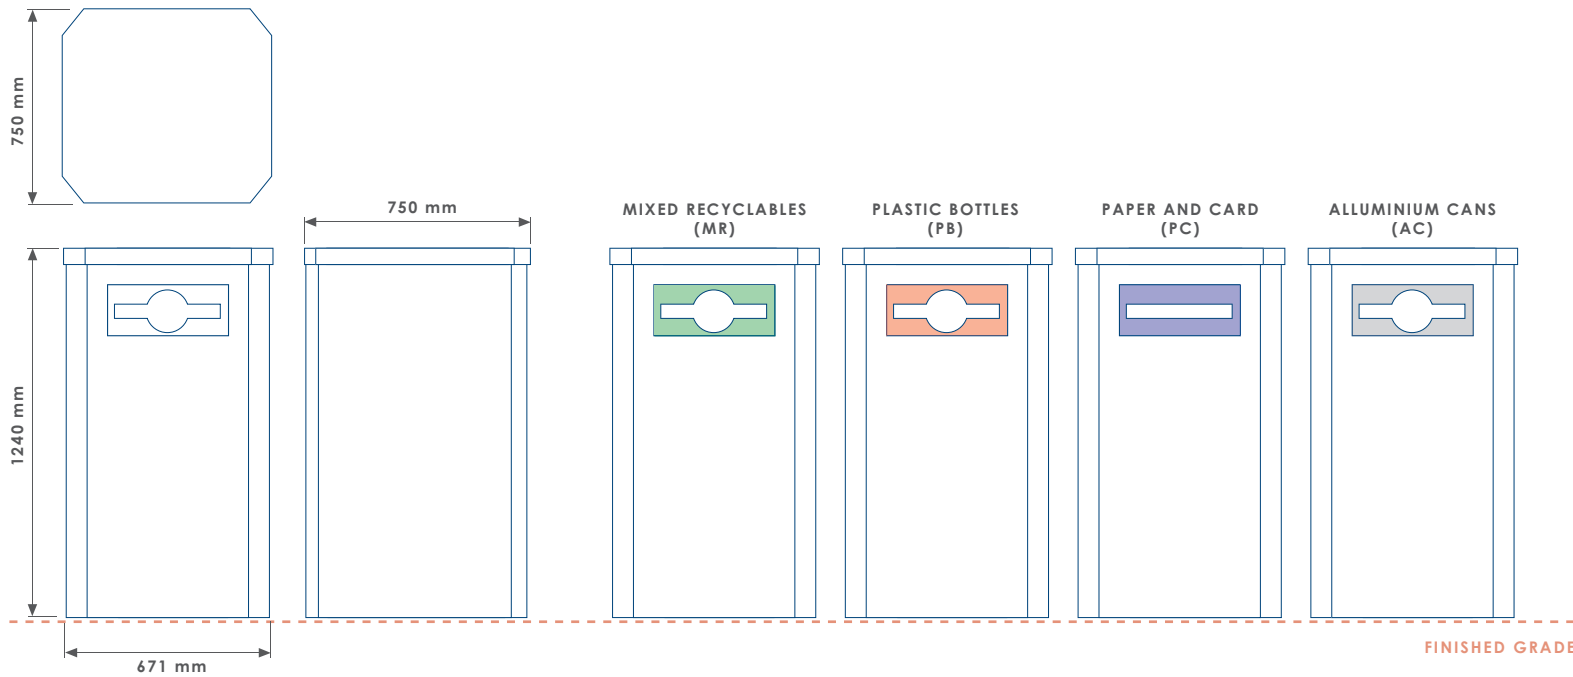 750 mm
750 mm
MIXED RECYCLABLES
(MR)
PLASTIC BOTTLES
(PB)
PAPER AND CARD
(PC)
ALLUMINIUM CANS
(AC)
1240 mm
FINISHED GRADE
671 mm